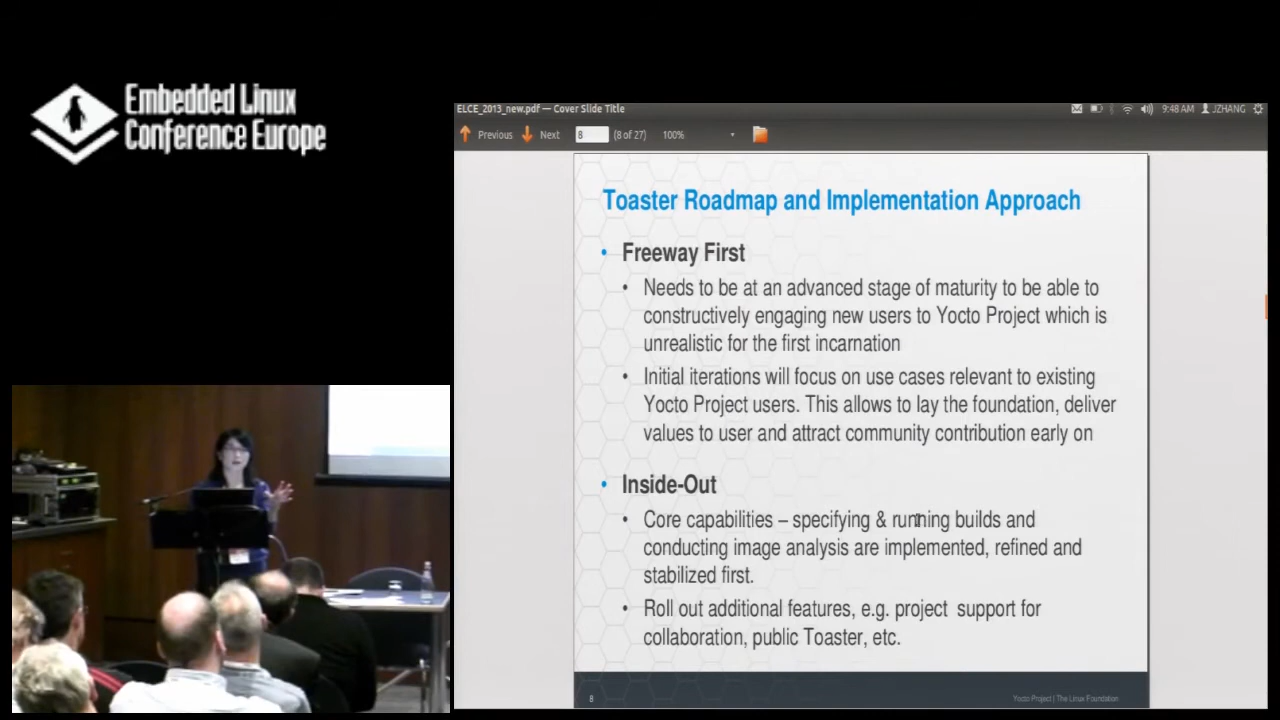 Embedded Linux
Conference Europe
ELCE_2013_new.pdf — Cover Slide Title
9:48 AM JZHANG
Previous Next 8 (8 of 27) 100%
Toaster Roadmap and Implementation Approach
• Freeway First
• Needs to be at an advanced stage of maturity to be able to
constructively engaging new users to Yocto Project which is
unrealistic for the first incarnation
• Initial iterations will focus on use cases relevant to existing
Yocto Project users. This allows to lay the foundation, deliver
values to user and attract community contribution early on
• Inside-Out
• Core capabilities – specifying & running builds and
conducting image analysis are implemented, refined and
stabilized first.
• Roll out additional features, e.g. project support for
collaboration, public Toaster, etc.
8
Yocto Project | The Linux Foundation